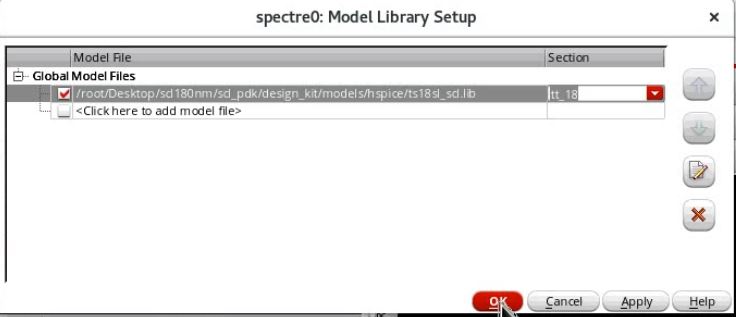 spectre0: Model Library Setup
Model File Section
Global Model Files
/root/Desktop/scl180nm/scl_pdk/design_kit/models/hspice/ts18sl_scl.lib tt_18
<Click here to add model file>
OK Cancel Apply Help